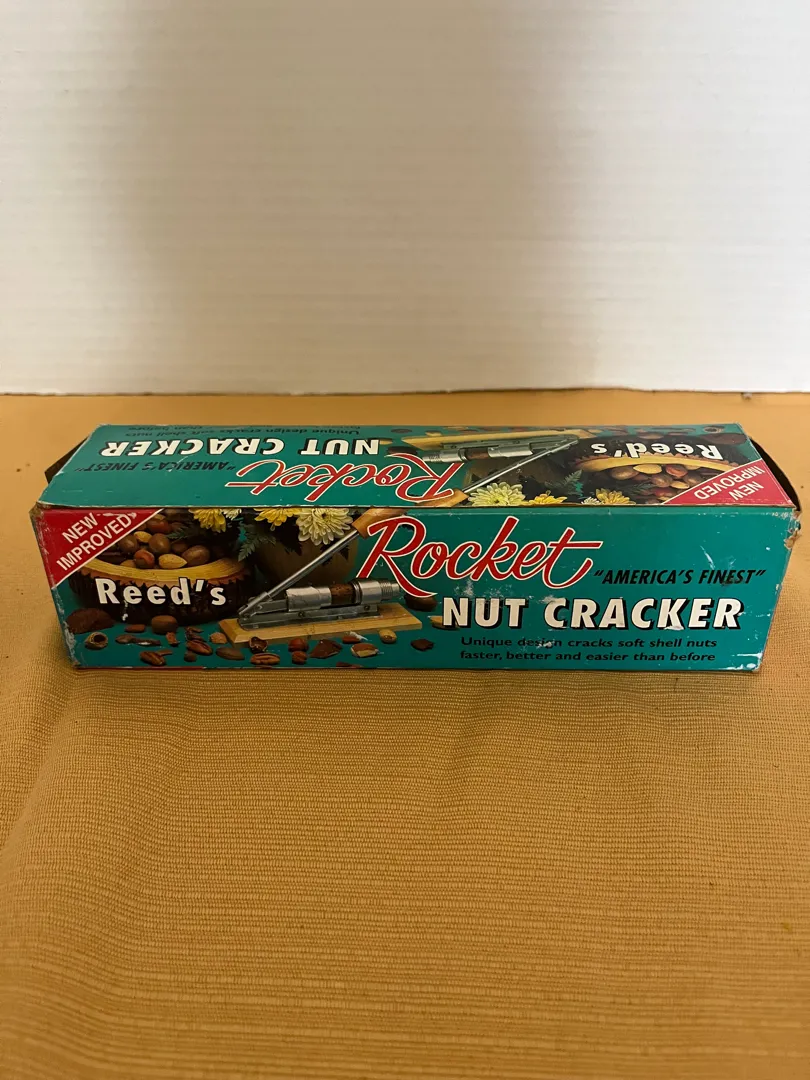 Unique design cracks soft shell nuts
NUT CRACKER
"AMERICA'S FINEST"
Rocket
Reed's
NEW
IMPROVED
NEW
IMPROVED
Reed's
Rocket
"AMERICA'S FINEST"
NUT CRACKER
Unique design cracks soft shell nuts
faster, better and easier than before